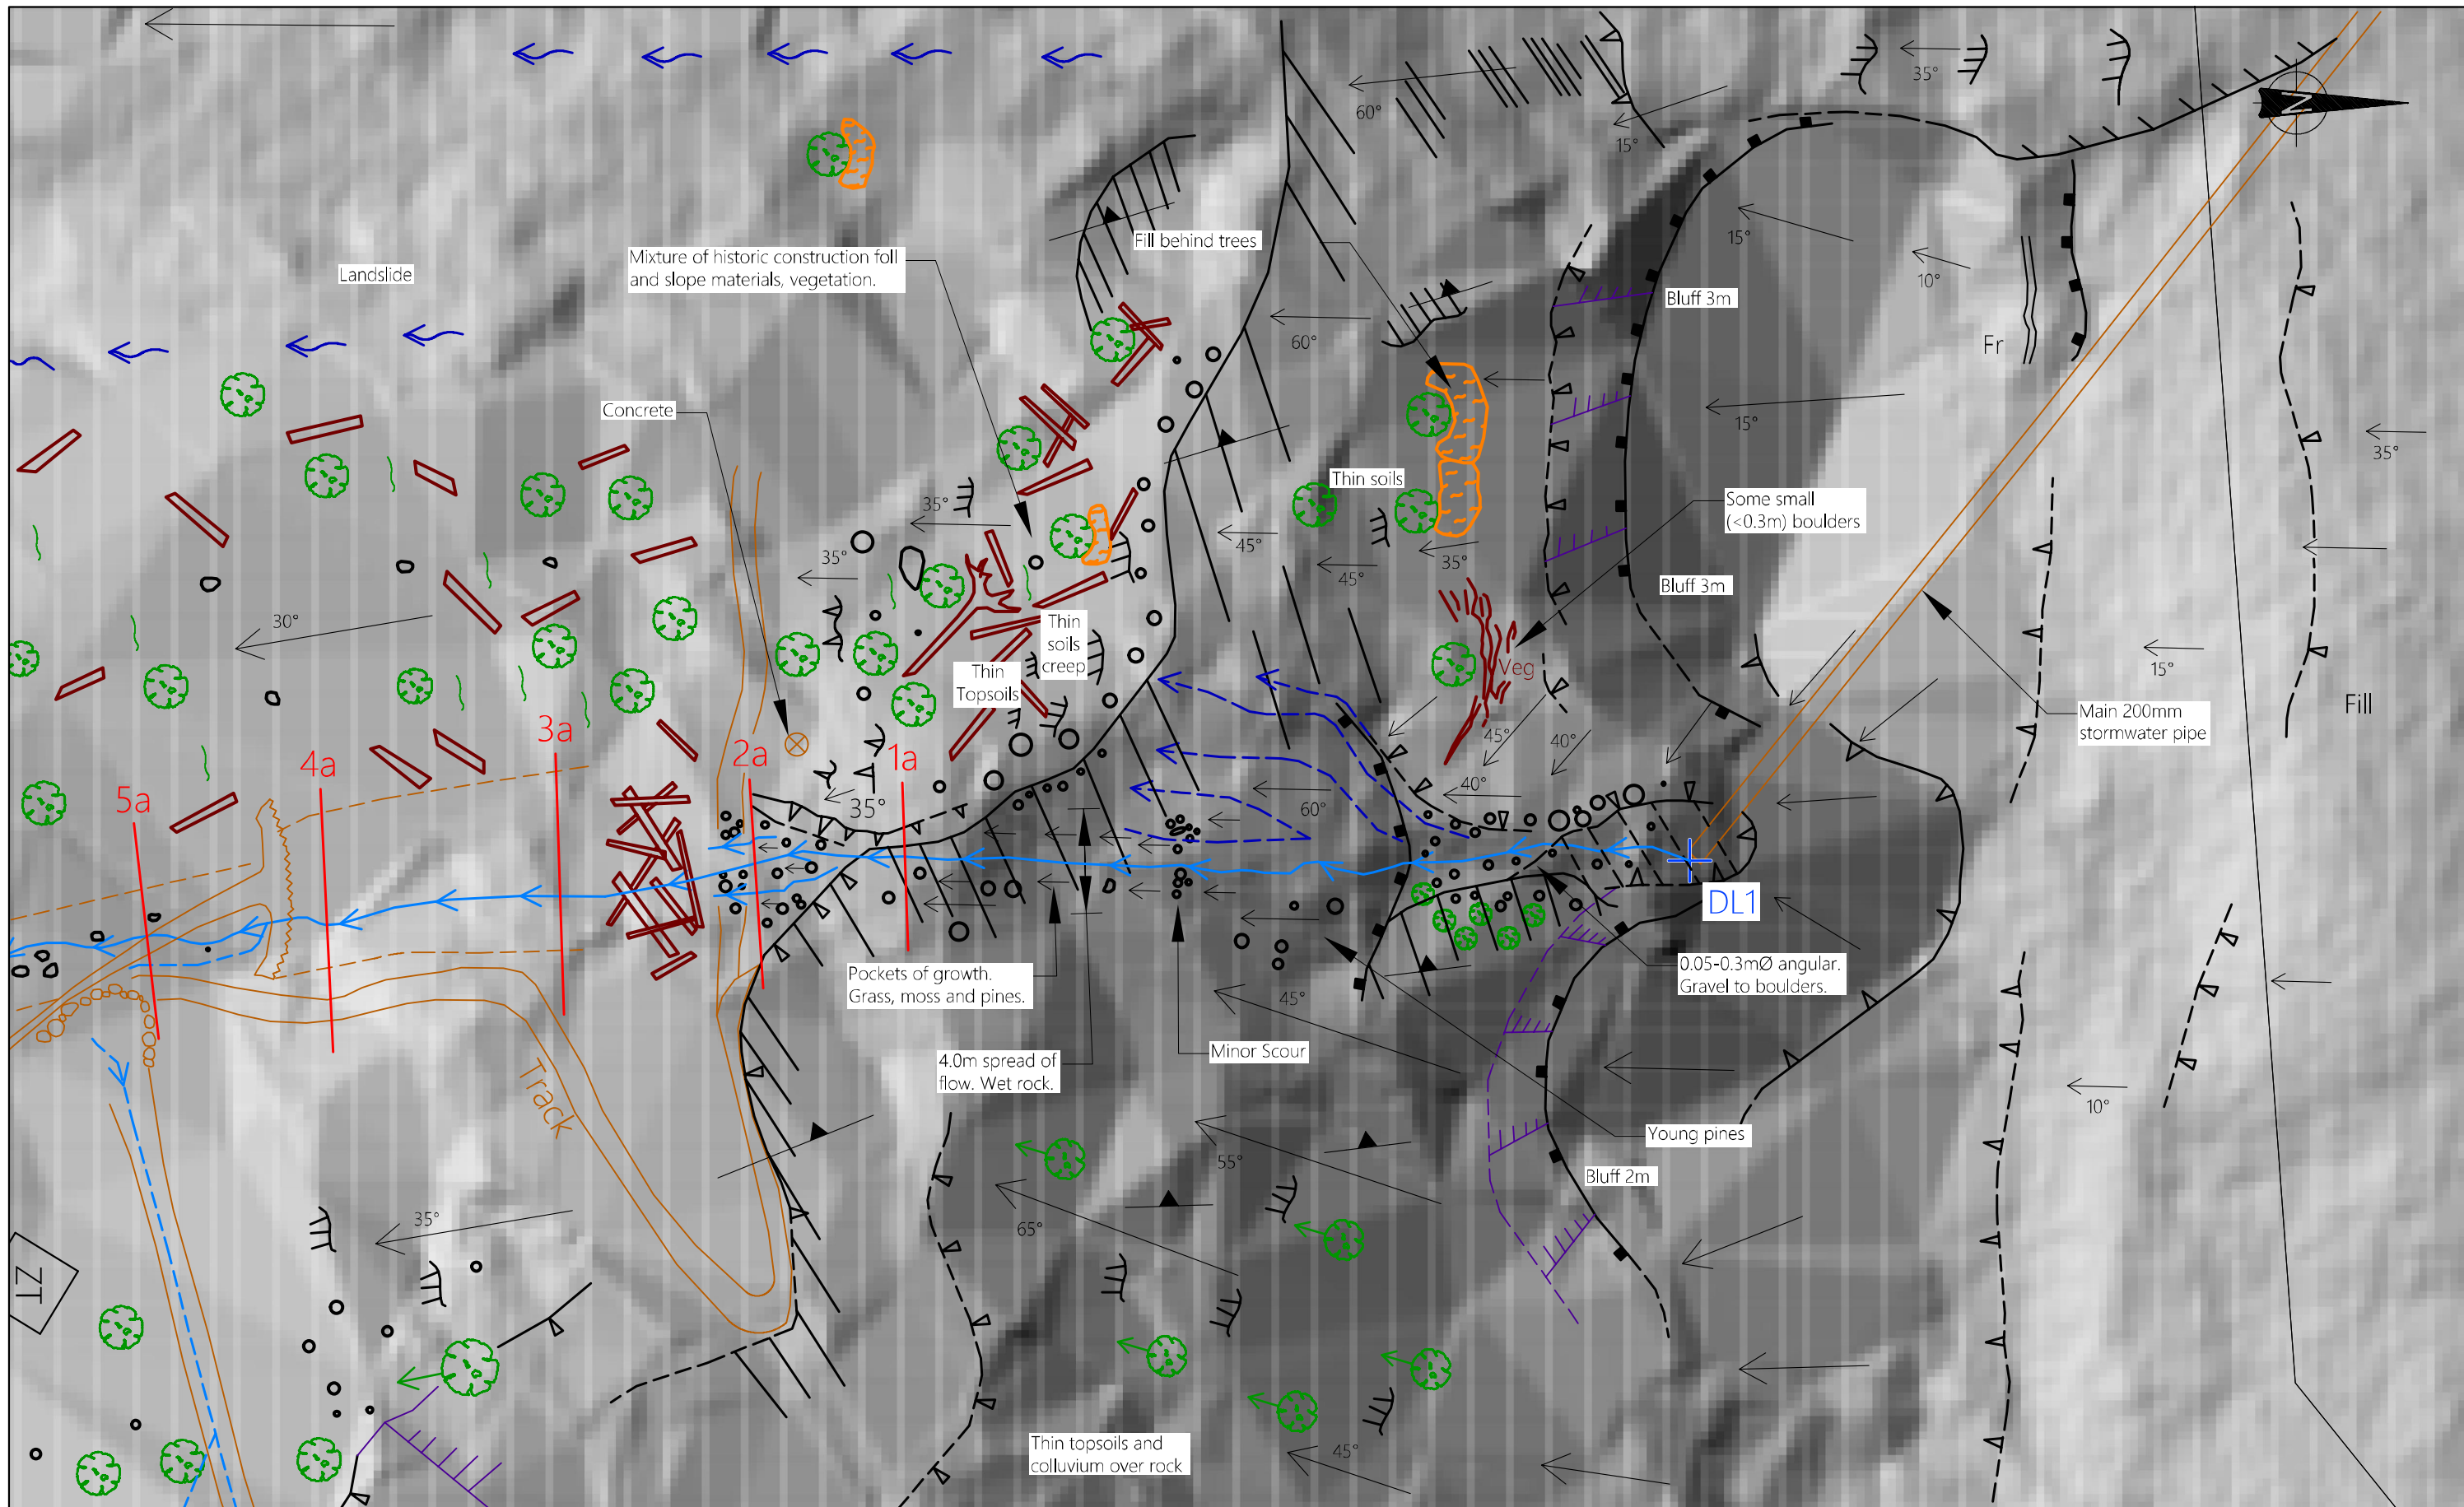 35°
60°
15°
N
Landslide
Mixture of historic construction foll
and slope materials, vegetation.
Fill behind trees
15°
10°
Bluff 3m
60°
Fr
Concrete
15°
35°
Thin soils
Some small
(<0.3m) boulders
35°
35°
45°
45°
35°
Bluff 3m
30°
Thin
soils
creep
Thin
Topsoils
Veg
15°
Main 200mm
stormwater pipe
Fill
3a
4a
2a
1a
45°
40°
40°
5a
35°
60°
DL1
Pockets of growth.
Grass, moss and pines.
0.05-0.3mØ angular.
Gravel to boulders.
45°
4.0m spread of
flow. Wet rock.
Minor Scour
Track
10°
Young pines
55°
Bluff 2m
35°
65°
TZ
Thin topsoils and
colluvium over rock
45°